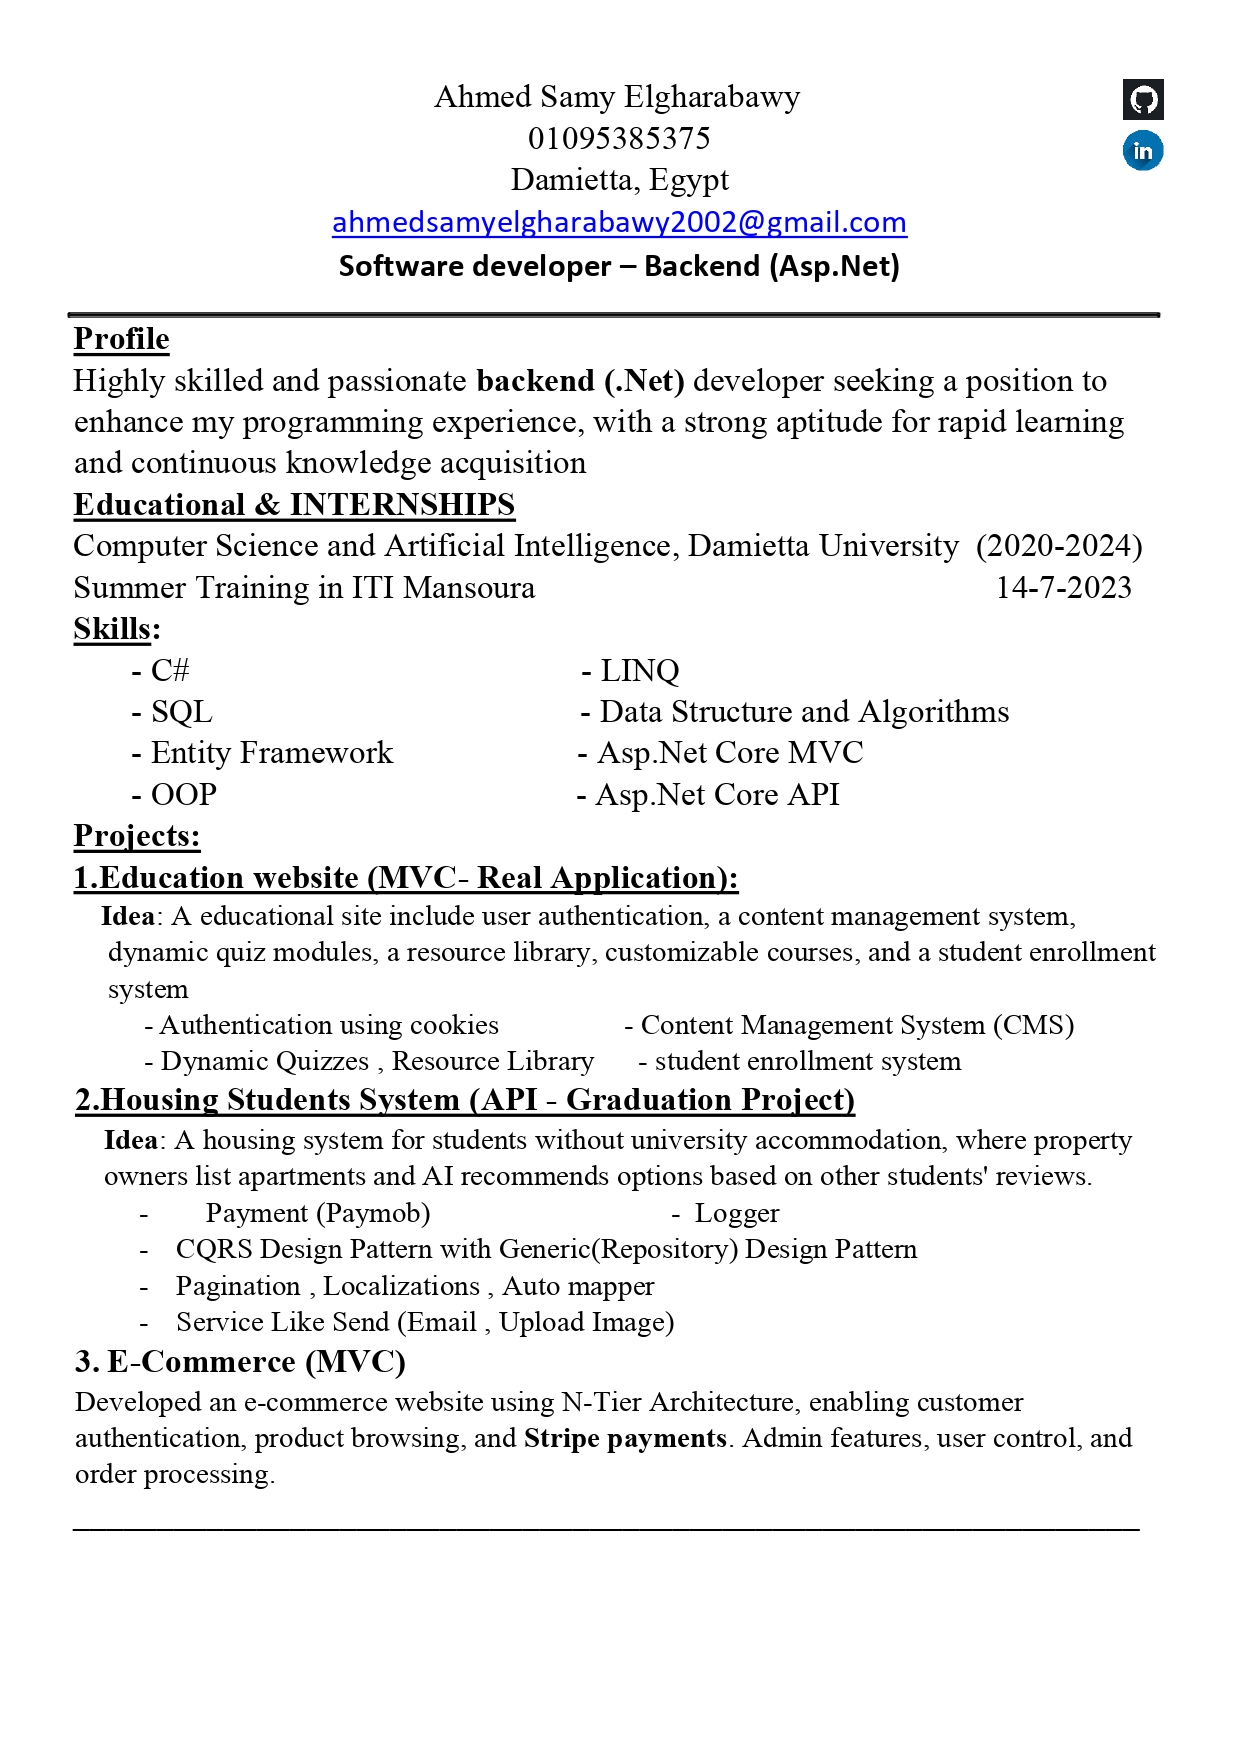 Ahmed Samy Elgharabawy
01095385375
Damietta, Egypt
ahmedsamyelgharabawy2002@gmail.com
Software developer – Backend (Asp.Net)
in
Profile
Highly skilled and passionate backend (.Net) developer seeking a position to
enhance my programming experience, with a strong aptitude for rapid learning
and continuous knowledge acquisition
Educational & INTERNSHIPS
Computer Science and Artificial Intelligence, Damietta University (2020-2024)
Summer Training in ITI Mansoura 14-7-2023
Skills:
- C# - LINQ
- SQL - Data Structure and Algorithms
- Entity Framework - Asp.Net Core MVC
- OOP - Asp.Net Core API
Projects:
1.Education website (MVC- Real Application):
Idea: A educational site include user authentication, a content management system,
dynamic quiz modules, a resource library, customizable courses, and a student enrollment
system
- Authentication using cookies - Content Management System (CMS)
- Dynamic Quizzes , Resource Library - student enrollment system
2.Housing Students System (API - Graduation Project)
Idea: A housing system for students without university accommodation, where property
owners list apartments and AI recommends options based on other students' reviews.
- Payment (Paymob) - Logger
- CQRS Design Pattern with Generic(Repository) Design Pattern
- Pagination , Localizations , Auto mapper
- Service Like Send (Email , Upload Image)
3. E-Commerce (MVC)
Developed an e-commerce website using N-Tier Architecture, enabling customer
authentication, product browsing, and Stripe payments. Admin features, user control, and
order processing.